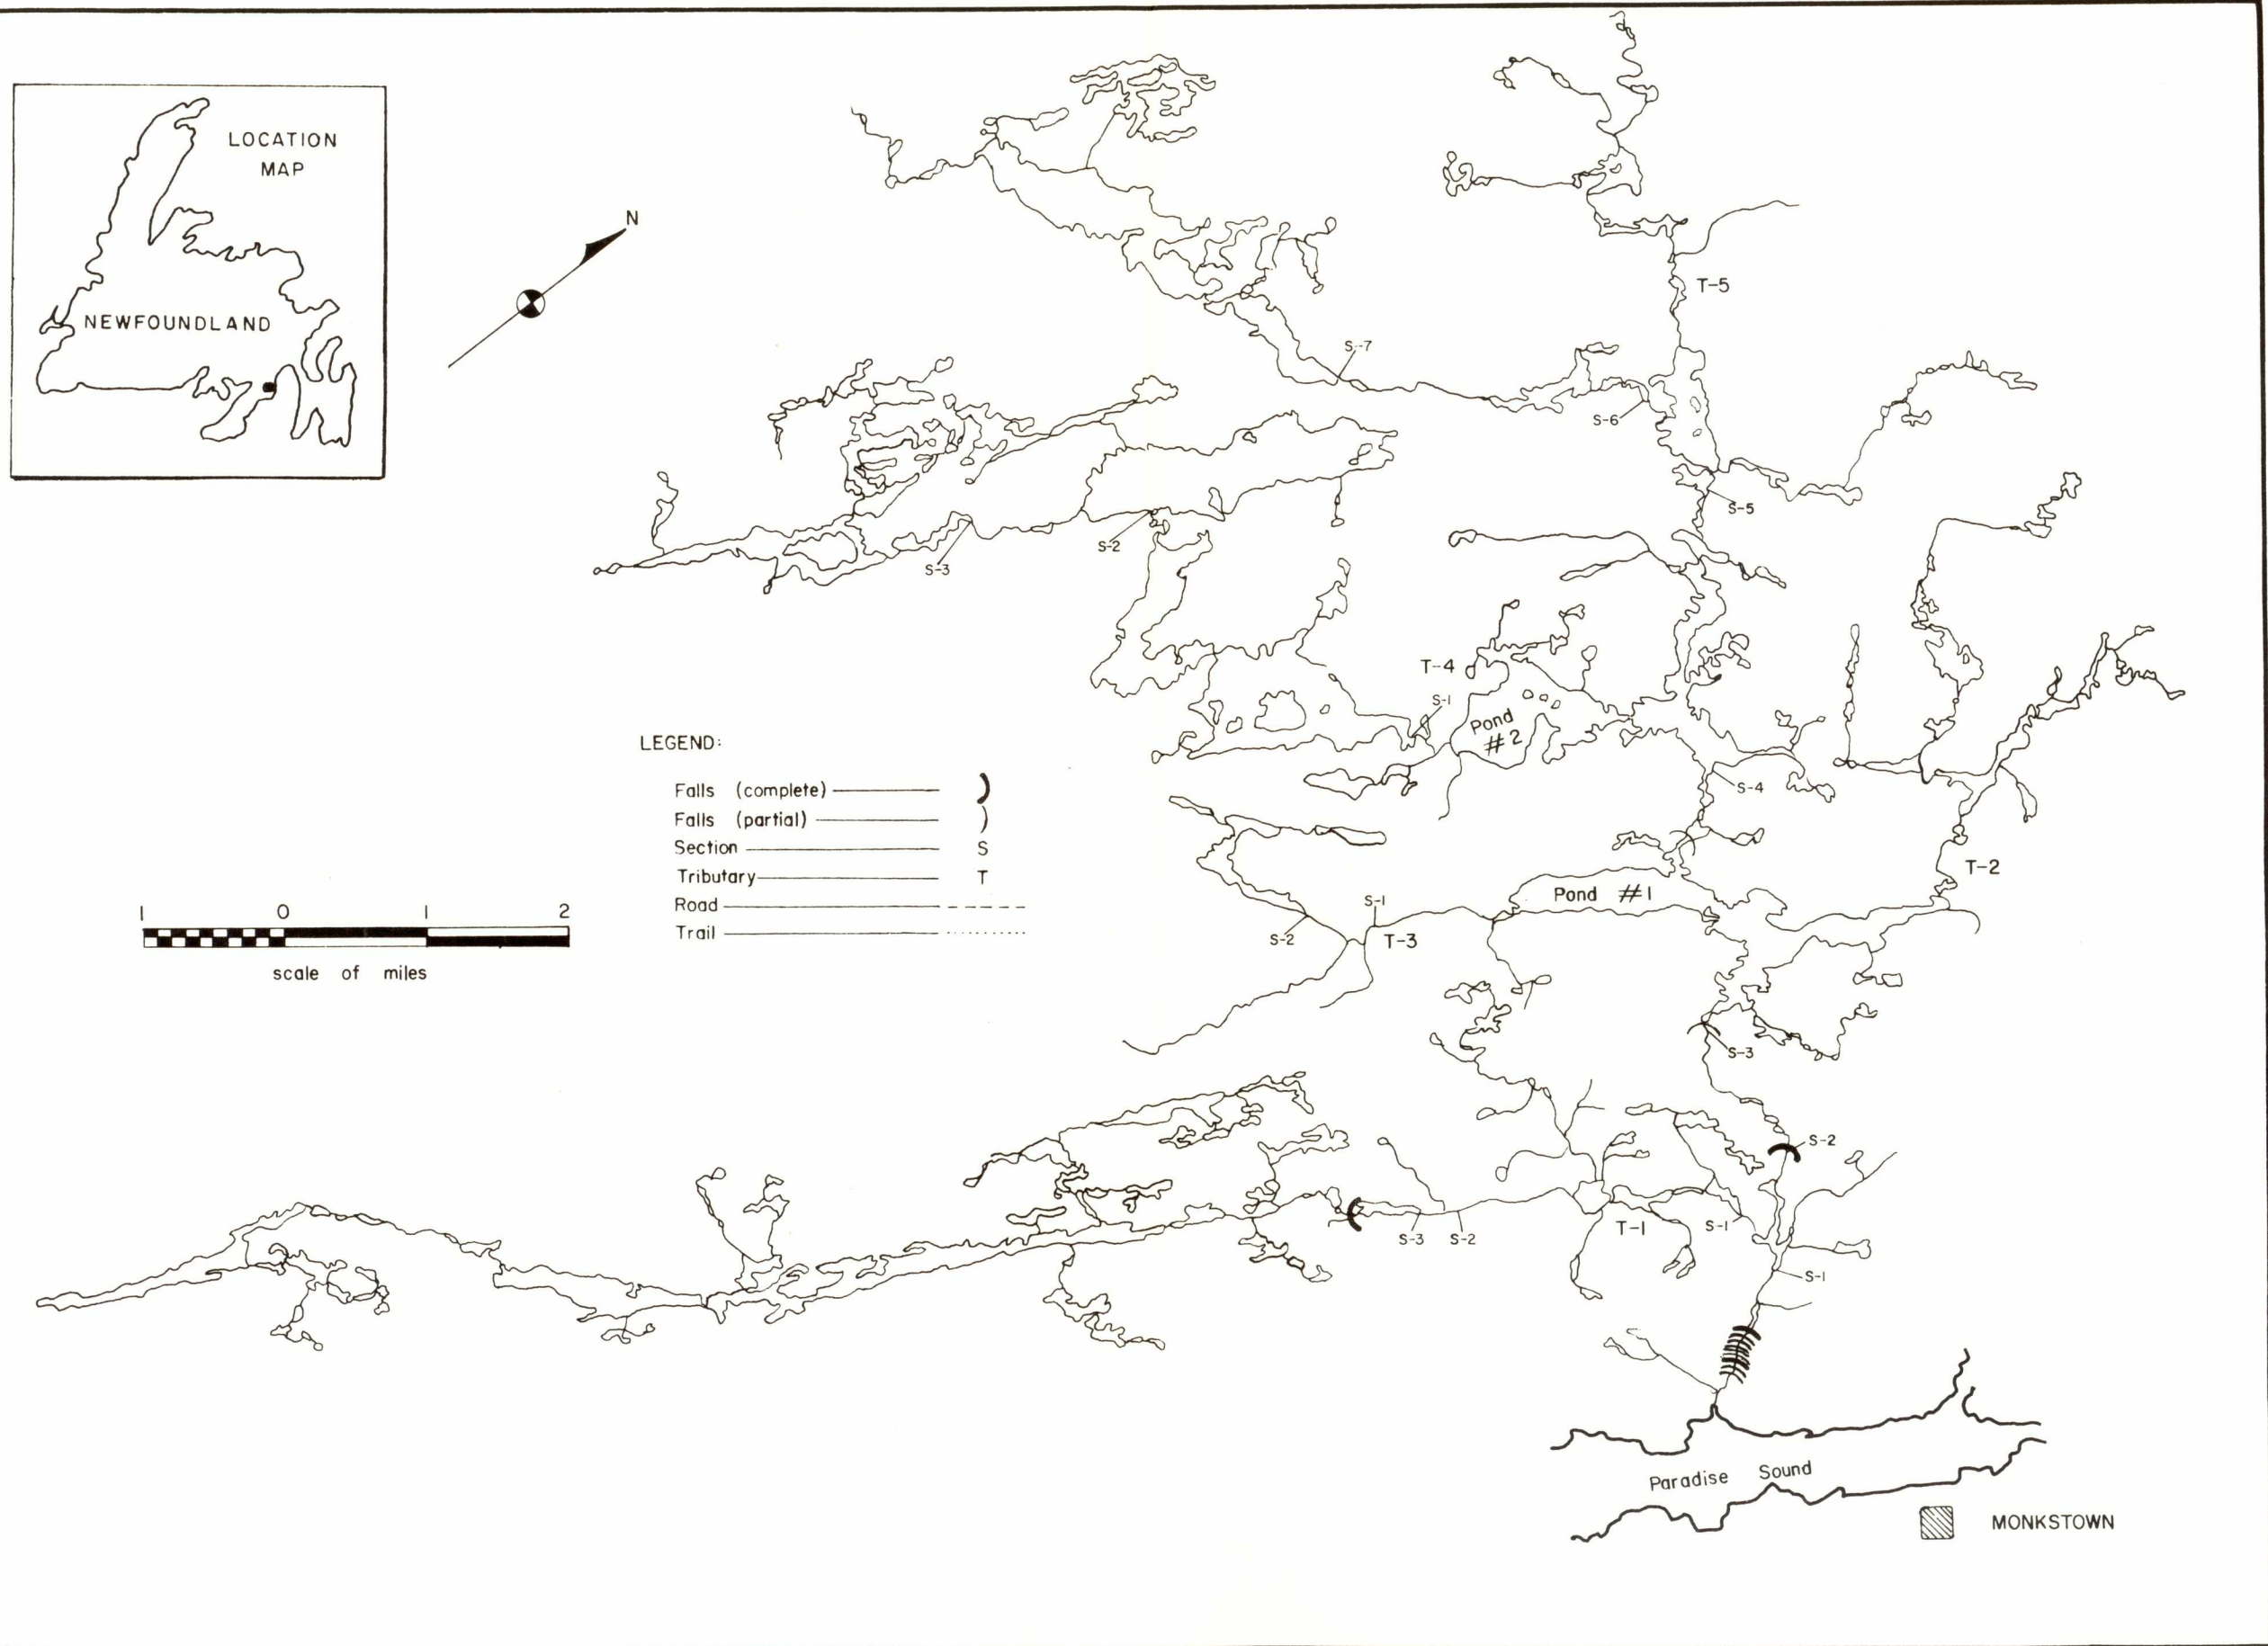 LOCATION
MAP
NEWFOUNDLAND
N
T-5
S-7
S-6
S-5
S-2
S-3
T-4
S-1
Pond
#2
S-4
LEGEND:
Falls (complete) )
Falls (partial) )
Section S
Tributary T
Road
Trail
T-2
Pond #1
S-1
S-2
T-3
1 0 1 2
scale of miles
S-3
S-2
S-3
S-2
T-1
S-1
S-1
Paradise Sound
MONKSTOWN